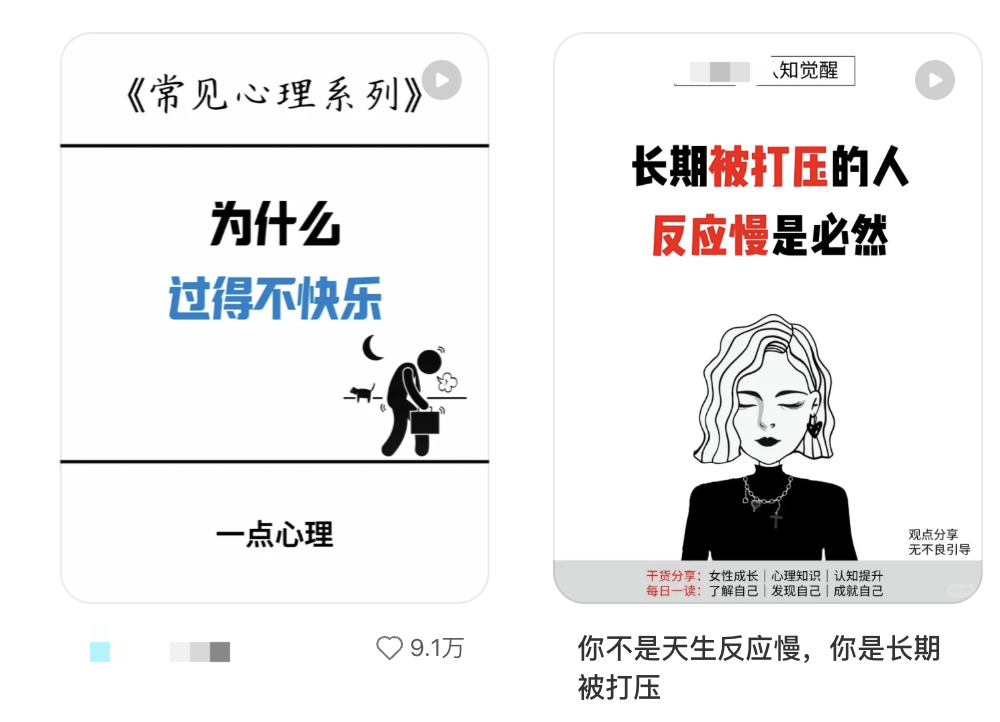 《常见心理系列》
为什么
过得不快乐
一点心理
9.1万
知觉醒
长期被打压的人
反应慢是必然
观点分享
无不良引导
干货分享：女性成长｜心理知识｜认知提升
每日一读：了解自己｜发现自己｜成就自己
你不是天生反应慢，你是长期
被打压